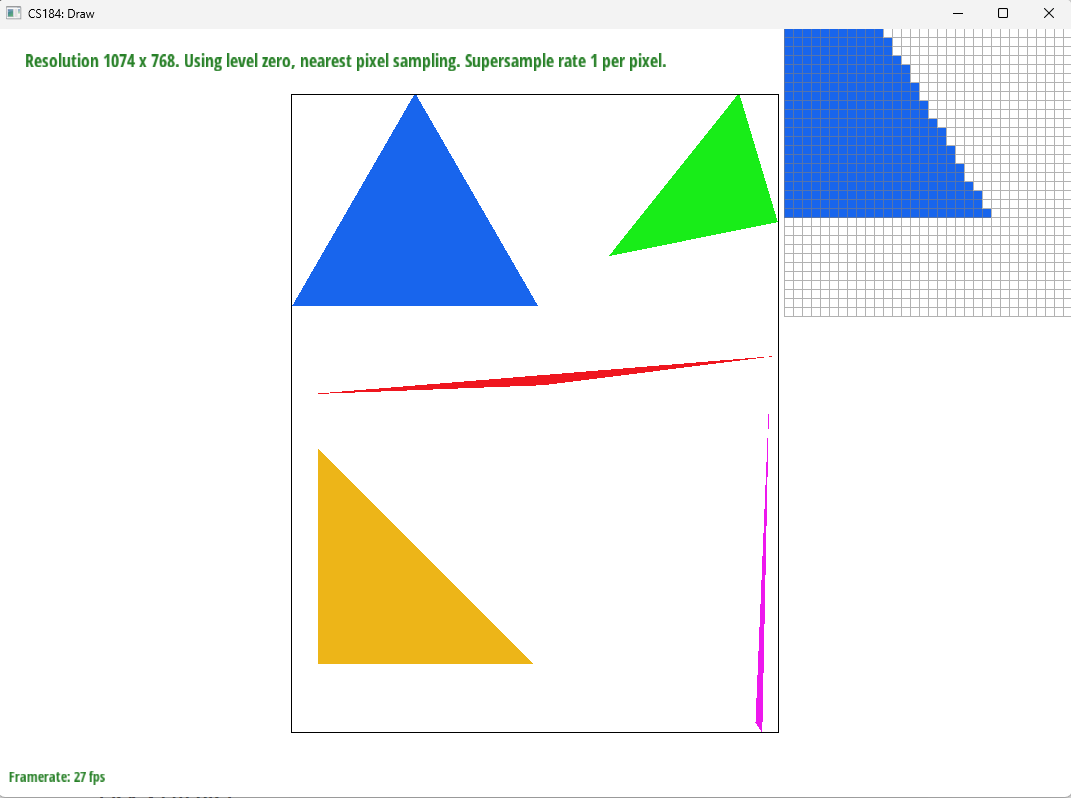 CS184: Draw
Resolution 1074 x 768. Using level zero, nearest pixel sampling. Supersample rate 1 per pixel.
Framerate: 27 fps